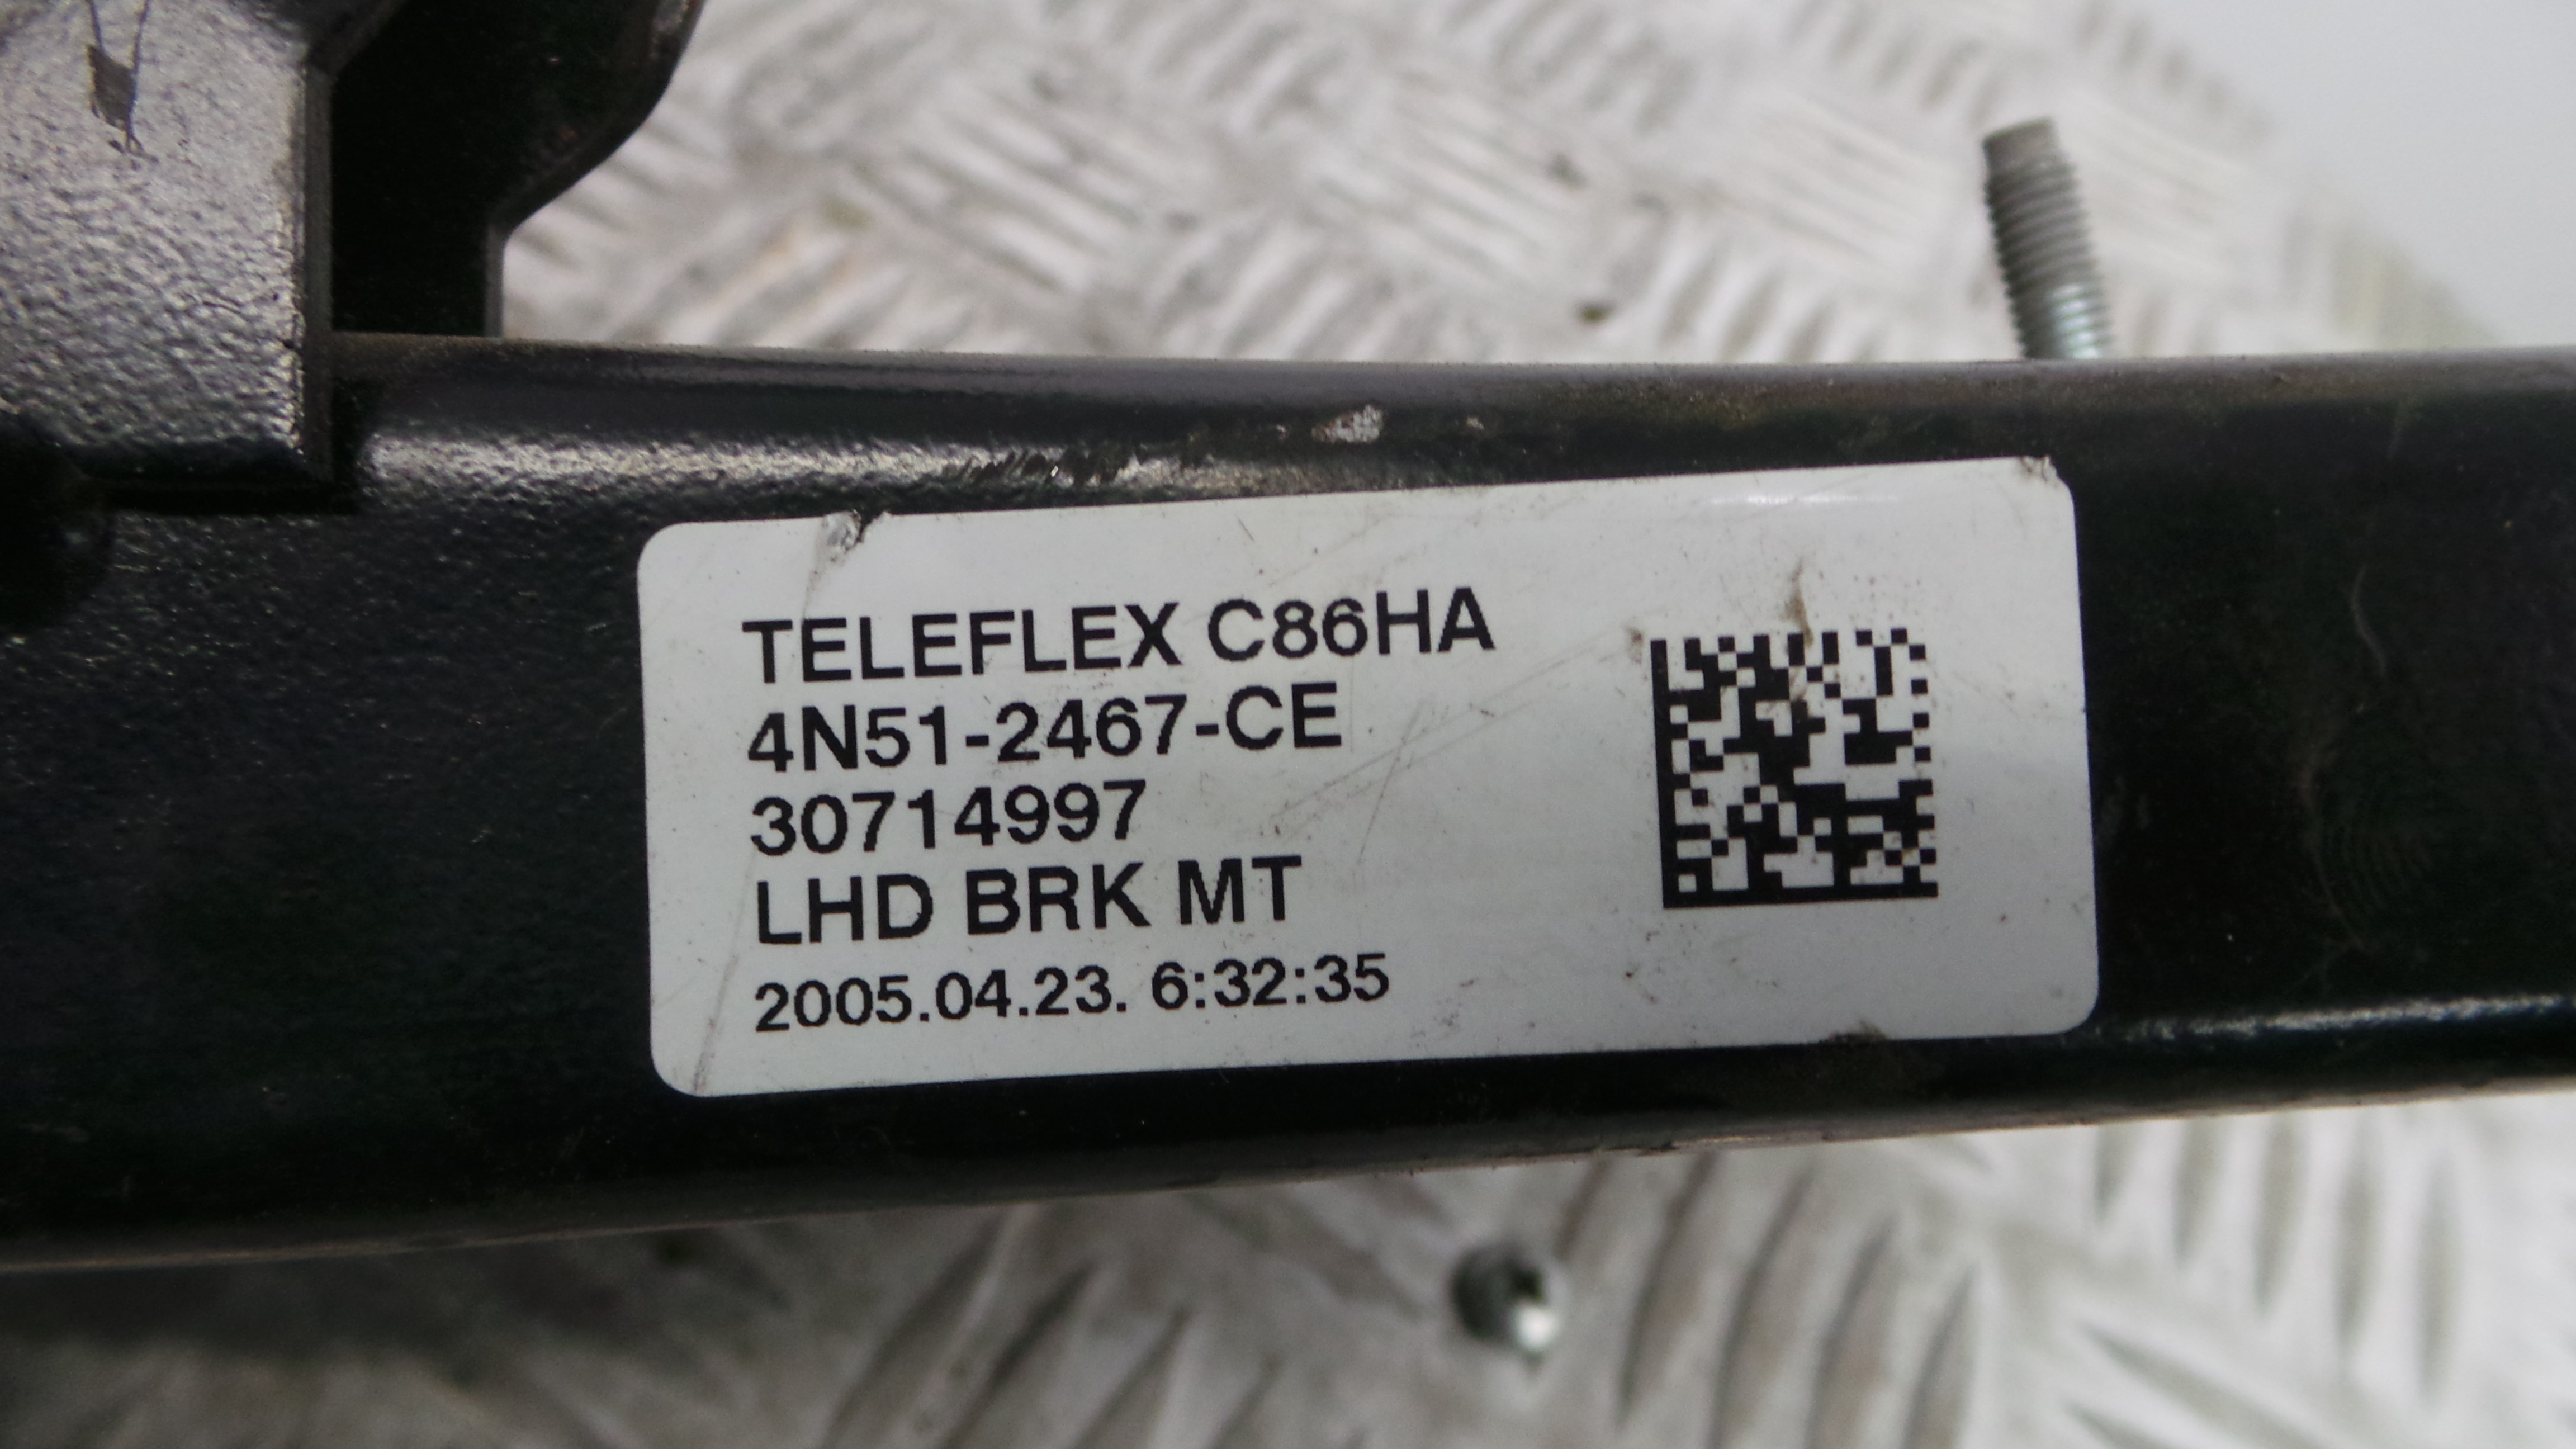 TELEFLEX C86HA
4N51-2467-CE
30714997
LHD BRK MT
2005.04.23. 6:32:35